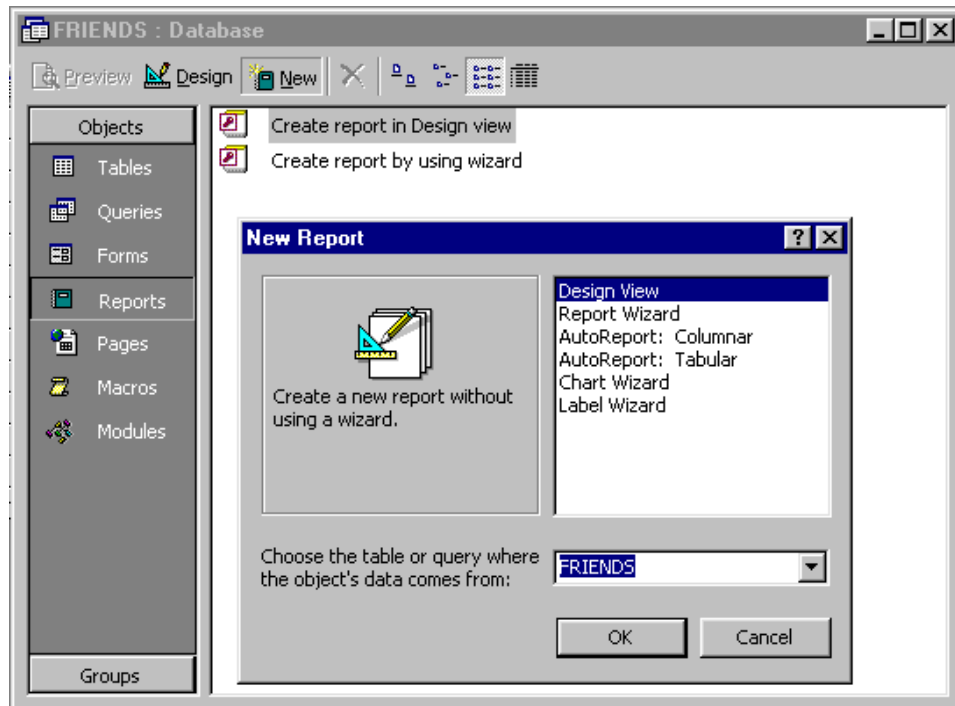 FRIENDS : Database
Preview Design New
Objects
Tables
Queries
Forms
Reports
Pages
Macros
Modules
Groups
Create report in Design view
Create report by using wizard
New Report
Create a new report without
using a wizard.
Design View
Report Wizard
AutoReport: Columnar
AutoReport: Tabular
Chart Wizard
Label Wizard
Choose the table or query where
the object's data comes from:
FRIENDS
OK Cancel